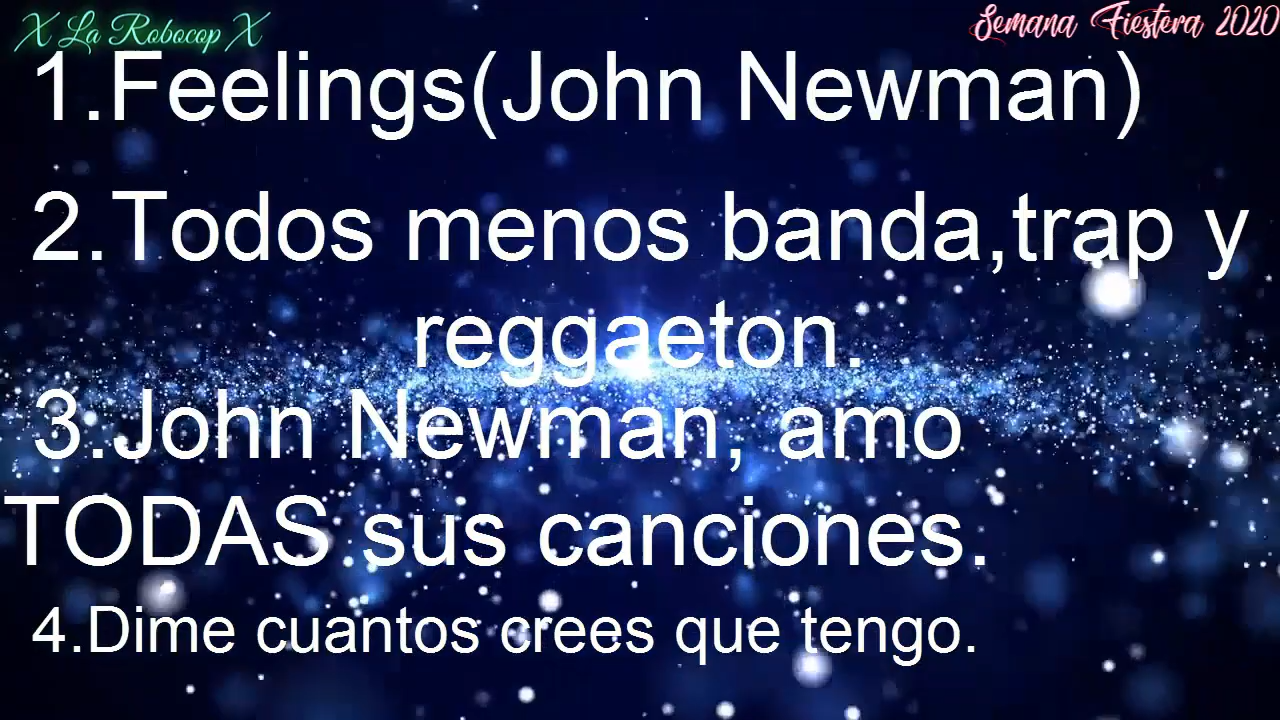 X La Robocop X
Semana Fiestera 2020
1.Feelings(John Newman)
2.Todos menos banda,trap y
reggaeton.
3.John Newman, amo
TODAS sus canciones.
4.Dime cuantos crees que tengo.